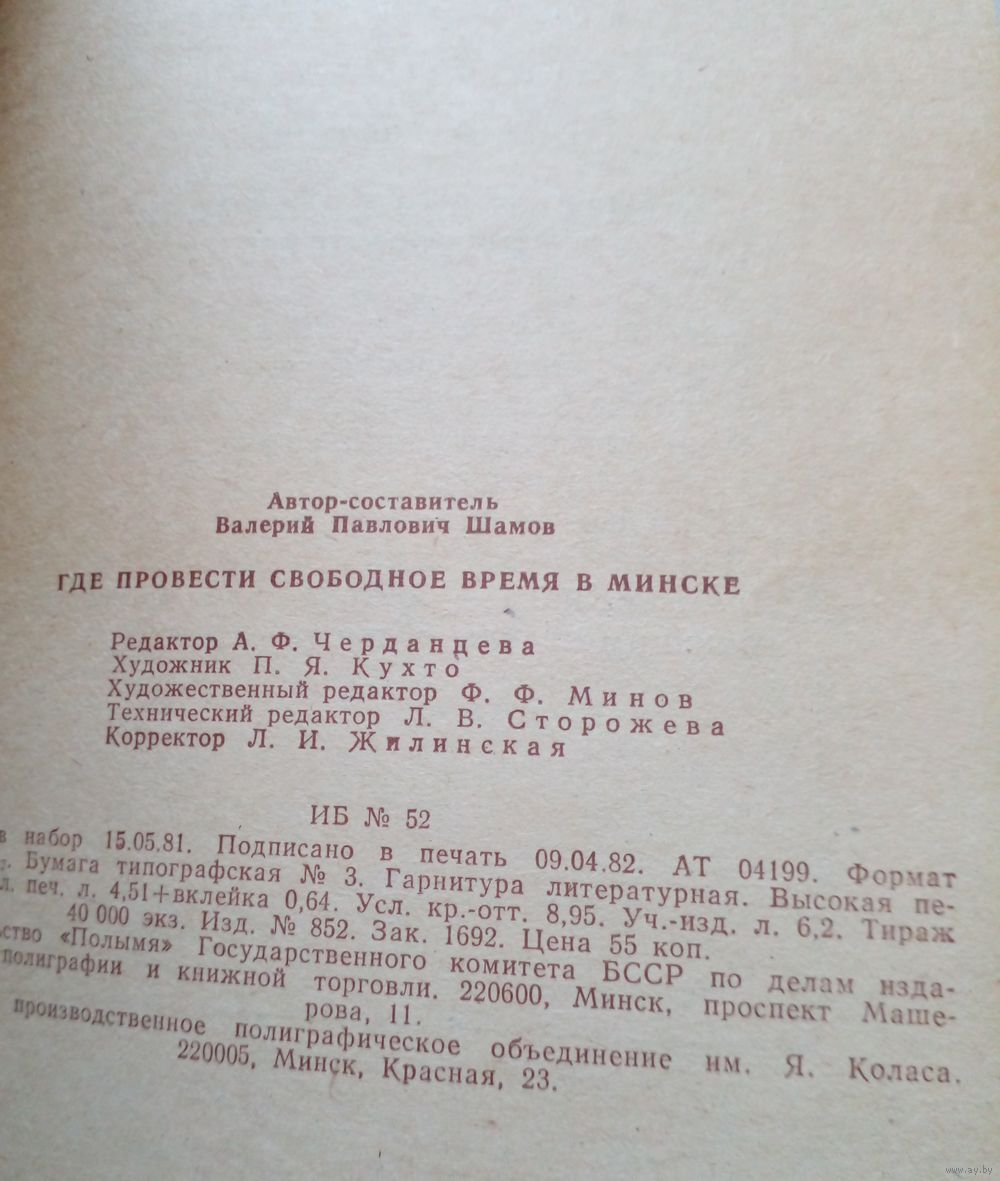 Автор-составитель
Валерий Павлович Шамов
ГДЕ ПРОВЕСТИ СВОБОДНОЕ ВРЕМЯ В МИНСКЕ
Редактор А. Ф. Черданцева
Художник П. Я. Кухто
Художественный редактор Ф. Ф. Минов
Технический редактор Л. В. Сторожева
Корректор Л. И. Жилинская
ИБ № 52
в набор 15.05.81. Подписано в печать 09.04.82. АТ 04199. Формат
Бумага типографская № 3. Гарнитура литературная. Высокая пе-
л. печ. л. 4,51+вклейка 0,64. Усл. кр.-отт. 8,95. Уч.-изд. л. 6,2. Тираж
40 000 экз. Изд. № 852. Зак. 1692. Цена 55 коп.
ство «Полымя» Государственного комитета БССР по делам изда-
полиграфии и книжной торговли. 220600, Минск, проспект Маше-
рова, 11.
производственное полиграфическое объединение им. Я. Коласа.
220005, Минск, Красная, 23.
www.ay.by